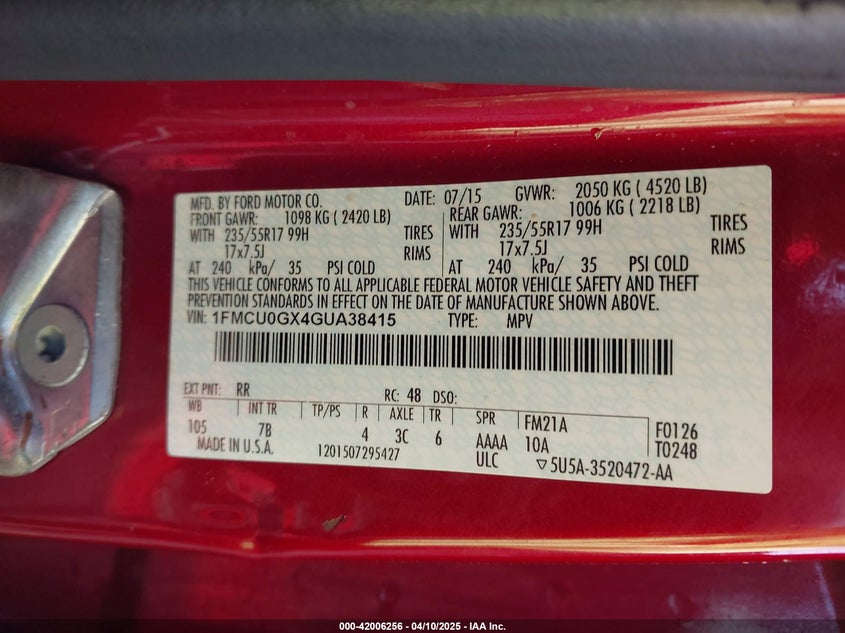 MFD. BY FORD MOTOR CO. DATE: 07/15 GVWR: 2050 KG ( 4520 LB)
FRONT GAWR: 1098 KG ( 2420 LB) REAR GAWR: 1006 KG ( 2218 LB)
WITH 235/55R17 99H TIRES WITH 235/55R17 99H TIRES
17x7.5J RIMS 17x7.5J RIMS
AT 240 kPa/ 35 PSI COLD AT 240 kPa/ 35 PSI COLD
THIS VEHICLE CONFORMS TO ALL APPLICABLE FEDERAL MOTOR VEHICLE SAFETY AND THEFT
PREVENTION STANDARDS IN EFFECT ON THE DATE OF MANUFACTURE SHOWN ABOVE.
VIN: 1FMCU0GX4GUA38415 TYPE: MPV
EXT PNT: RR RC: 48 DSO:
WB INT TR TP/PS R AXLE TR SPR FM21A F0126
105 7B 4 3C 6 AAAA 10A T0248
MADE IN U.S.A. 1201507295427 ULC ▽5U5A-3520472-AA
000-42006256 - 04/10/2025 - IAA Inc.